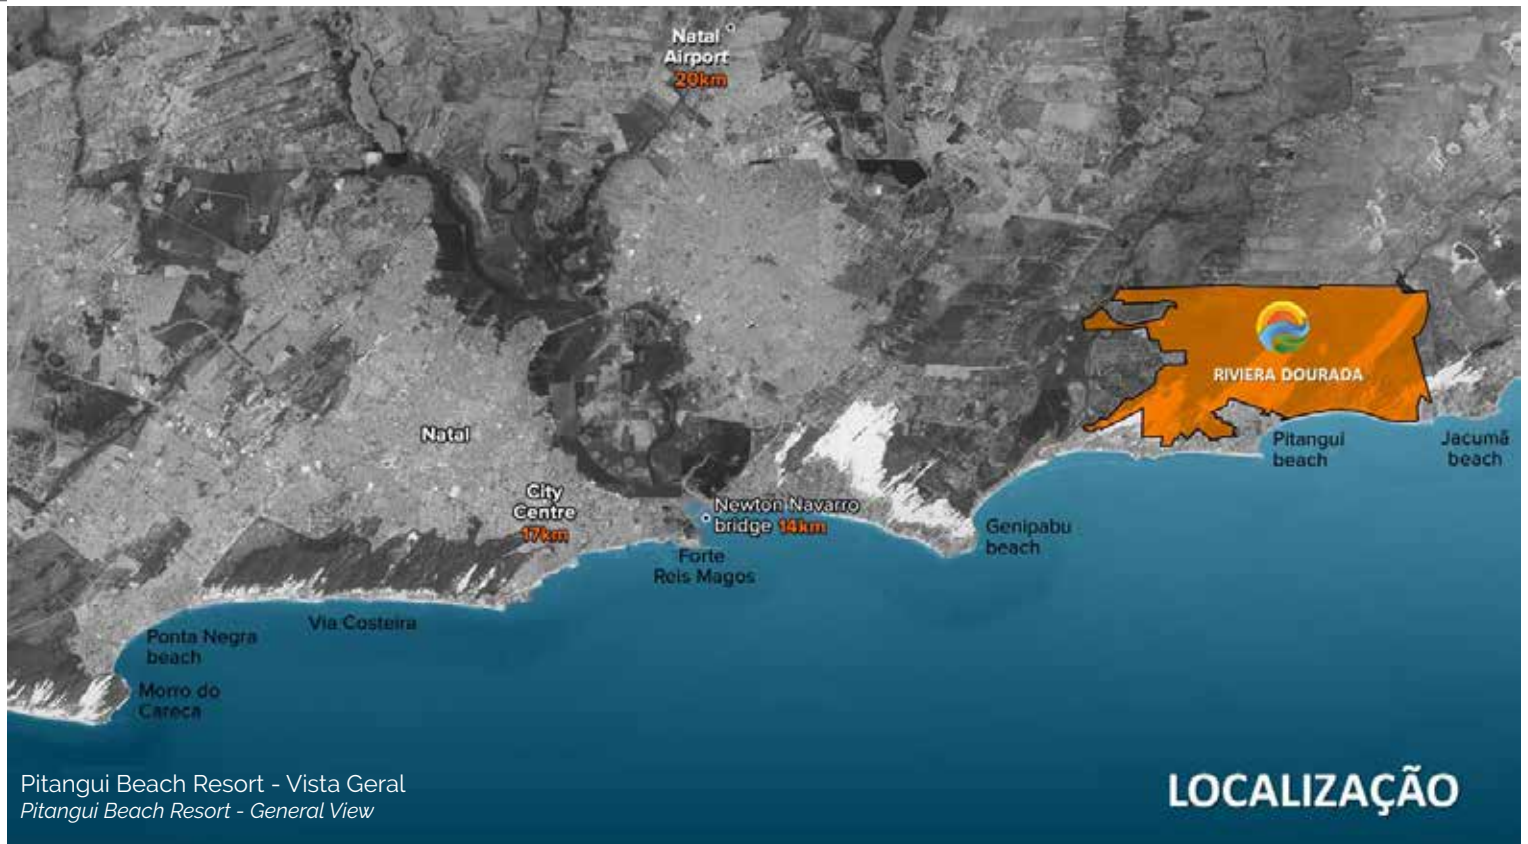 Natal
Airport
20km
RIVIERA DOURADA
Natal
Pitangui
beach
Jacumã
beach
City
Centre
17km
Newton Navarro
bridge 14km
Genipabu
beach
Forte
Reis Magos
Via Costeira
Ponta Negra
beach
Morro do
Careca
Pitangui Beach Resort - Vista Geral
Pitangui Beach Resort - General View
LOCALIZAÇÃO